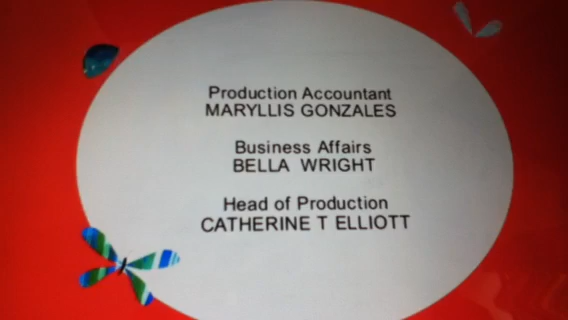 Production Accountant
MARYLLIS GONZALES
Business Affairs
BELLA WRIGHT
Head of Production
CATHERINE T ELLIOTT